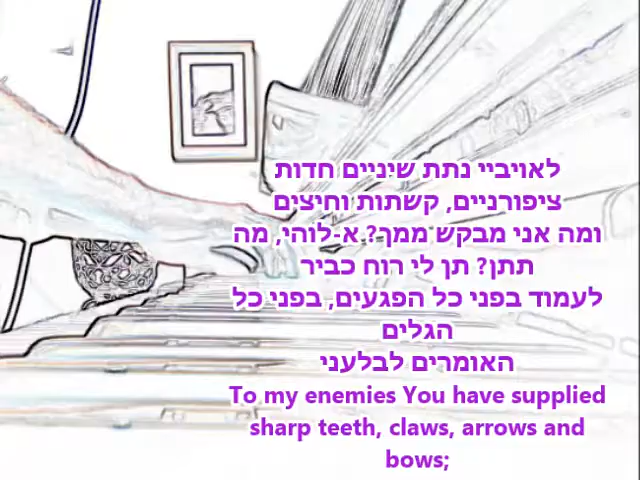 לאויביי נתת שיניים חדות
ציפורניים, קשתות וחיצים
ומה אני מבקש ממך? א-לוהי, מה
תתן? תן לי רוח כביר
לעמוד בפני כל הפגעים, בפני כל
הגלים
האומרים לבלעני
To my enemies You have supplied
sharp teeth, claws, arrows and
bows;